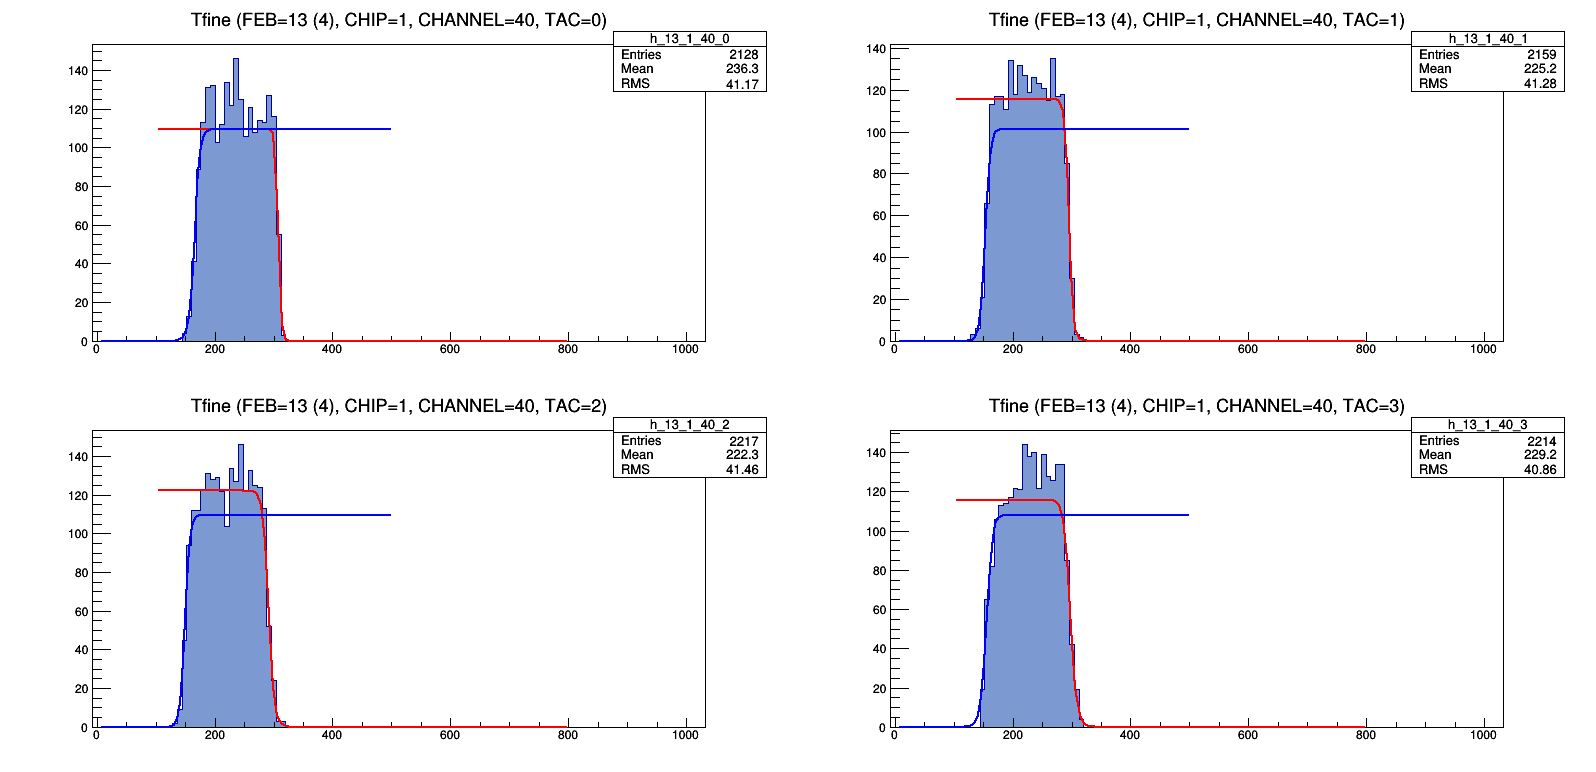 Tfine (FEB=13 (4), CHIP=1, CHANNEL=40, TAC=0)
h_13_1_40_0
Entries 2128
Mean 236.3
RMS 41.17
140
120
100
80
60
40
20
0
0 200 400 600 800 1000
Tfine (FEB=13 (4), CHIP=1, CHANNEL=40, TAC=1)
h_13_1_40_1
Entries 2159
Mean 225.2
RMS 41.28
140
120
100
80
60
40
20
0
0 200 400 600 800 1000
Tfine (FEB=13 (4), CHIP=1, CHANNEL=40, TAC=2)
h_13_1_40_2
Entries 2217
Mean 222.3
RMS 41.46
140
120
100
80
60
40
20
0
0 200 400 600 800 1000
Tfine (FEB=13 (4), CHIP=1, CHANNEL=40, TAC=3)
h_13_1_40_3
Entries 2214
Mean 229.2
RMS 40.86
140
120
100
80
60
40
20
0
0 200 400 600 800 1000